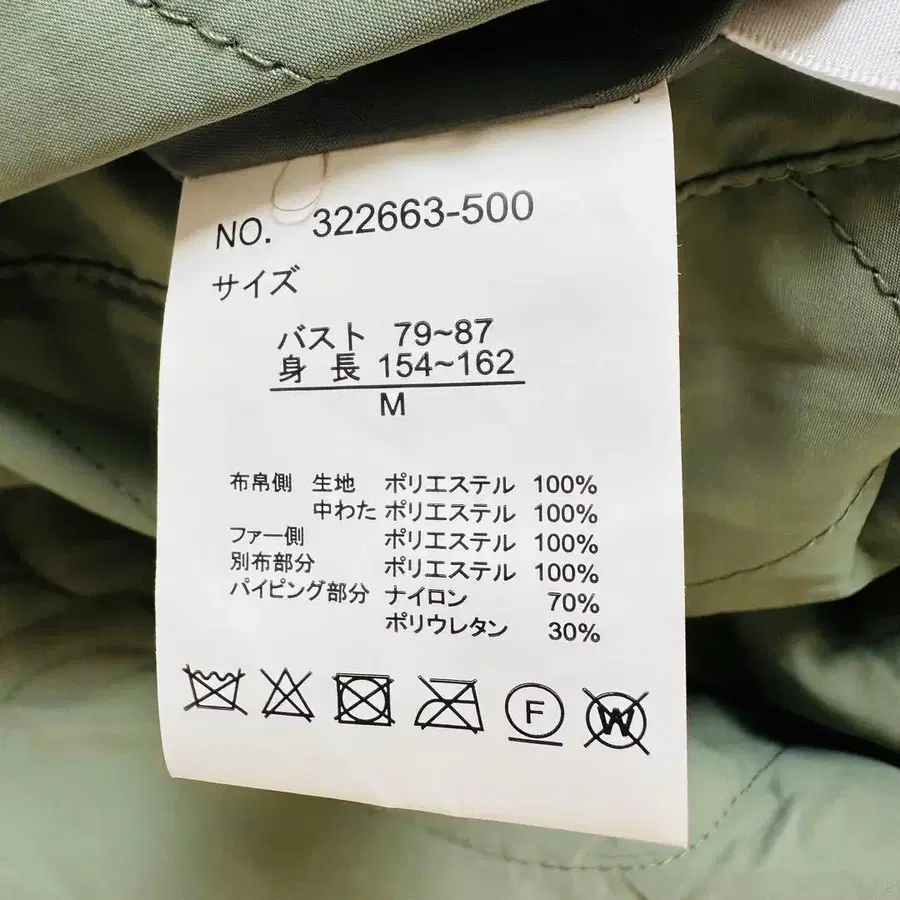 NO. 322663-500
サイズ
バスト 79~87
身 長 154~162
M
布帛側 生地 ポリエステル 100%
中わた ポリエステル 100%
ファー側 ポリエステル 100%
別布部分 ポリエステル 100%
パイピング部分 ナイロン 70%
ポリウレタン 30%
F W